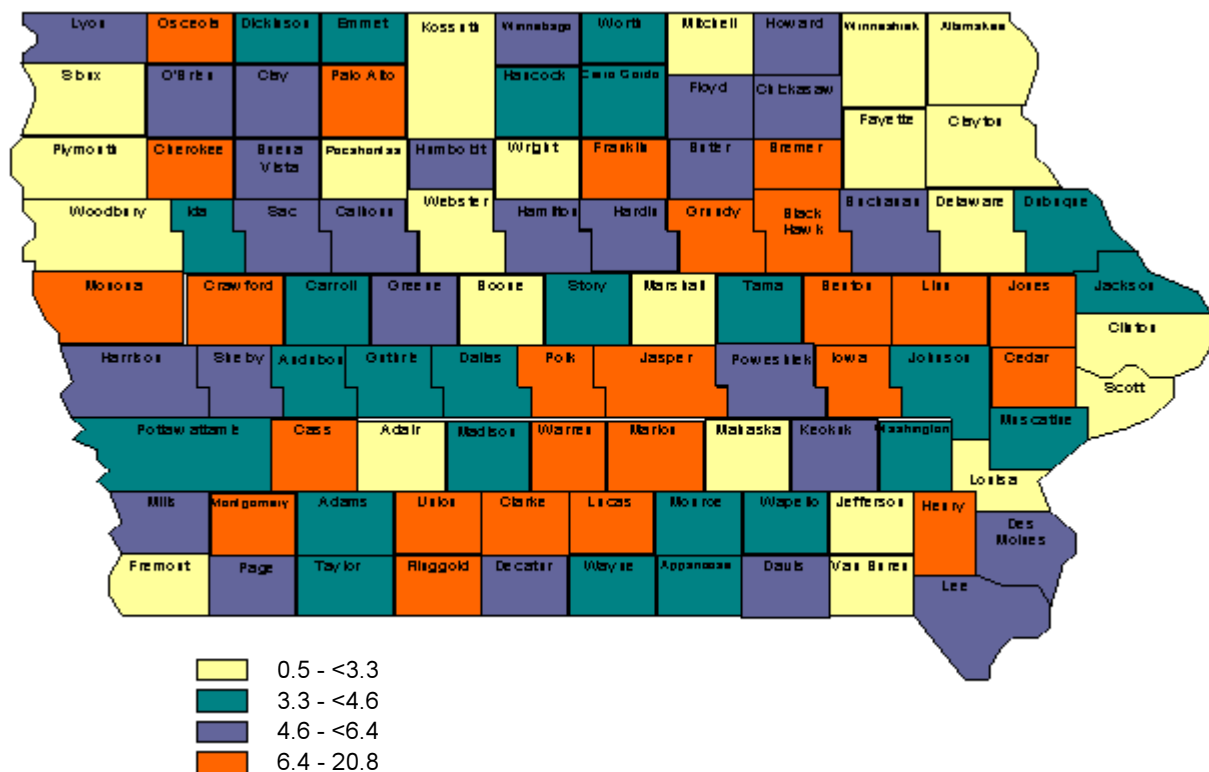 Lyon Osceola Dickinson Emmet Kossuth Winnebago Worth Mitchell Howard Winneshiek Allamakee
Sioux O'Brien Clay Palo Alto Hancock Cerro Gordo Floyd Chickasaw
Fayette Clayton
Plymouth Cherokee Buena Vista Pocahontas Humboldt Wright Franklin Butler Bremer
Woodbury Ida Sac Calhoun Webster Hamilton Hardin Grundy Black Hawk Buchanan Delaware Dubuque
Monona Crawford Carroll Greene Boone Story Marshall Tama Benton Linn Jones Jackson
Clinton
Harrison Shelby Audubon Guthrie Dallas Polk Jasper Poweshiek Iowa Johnson Cedar
Scott
Pottawattamie Cass Adair Madison Warren Marion Mahaska Keokuk Washington Muscatine
Louisa
Mills Montgomery Adams Union Clarke Lucas Monroe Wapello Jefferson Henry Des Moines
Fremont Page Taylor Ringgold Decatur Wayne Appanoose Davis Van Buren Lee
0.5 - <3.3
3.3 - <4.6
4.6 - <6.4
6.4 - 20.8